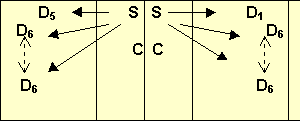 D₅ S S D₁
D₆ D₆
C C
D₆ D₆